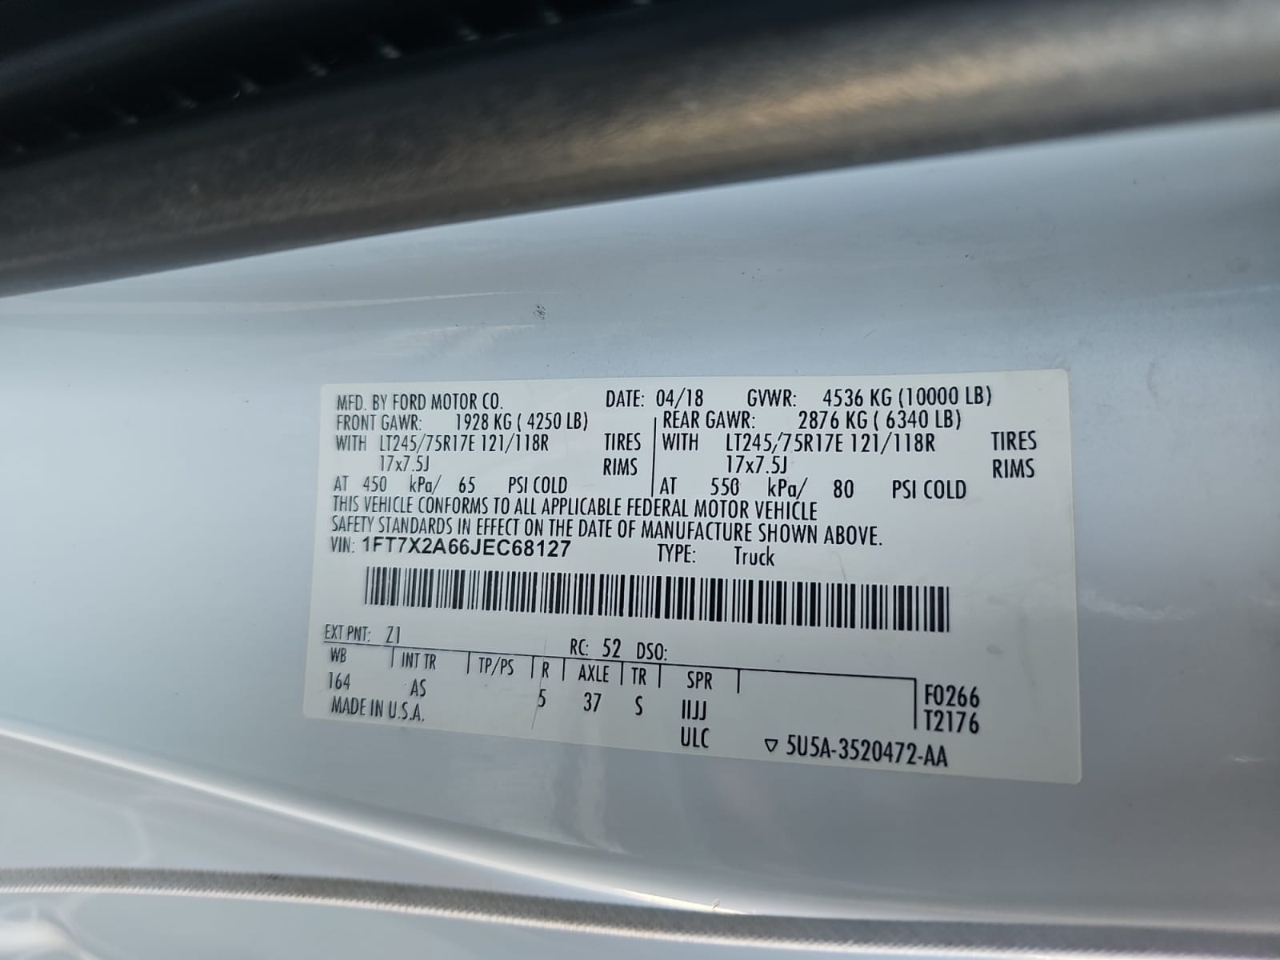 MFD. BY FORD MOTOR CO. DATE: 04/18 GVWR: 4536 KG (10000 LB)
FRONT GAWR: 1928 KG ( 4250 LB) REAR GAWR: 2876 KG ( 6340 LB)
WITH LT245/75R17E 121/118R TIRES WITH LT245/75R17E 121/118R TIRES
17x7.5J RIMS 17x7.5J RIMS
AT 450 kPa/ 65 PSI COLD AT 550 kPa/ 80 PSI COLD
THIS VEHICLE CONFORMS TO ALL APPLICABLE FEDERAL MOTOR VEHICLE
SAFETY STANDARDS IN EFFECT ON THE DATE OF MANUFACTURE SHOWN ABOVE.
VIN: 1FT7X2A66JEC68127 TYPE: Truck
EXT PNT: Z1 RC: 52 DSO:
WB INT TR TP/PS R AXLE TR SPR
164 AS 5 37 S IIJJ F0266
MADE IN U.S.A. ULC T2176
▽ 5U5A-3520472-AA